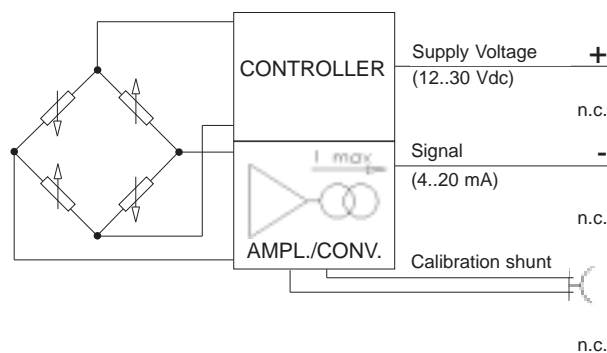 CONTROLLER
Supply Voltage +
(12..30 Vdc)
n.c.
I max
Signal -
(4..20 mA)
n.c.
AMPL./CONV.
Calibration shunt
n.c.